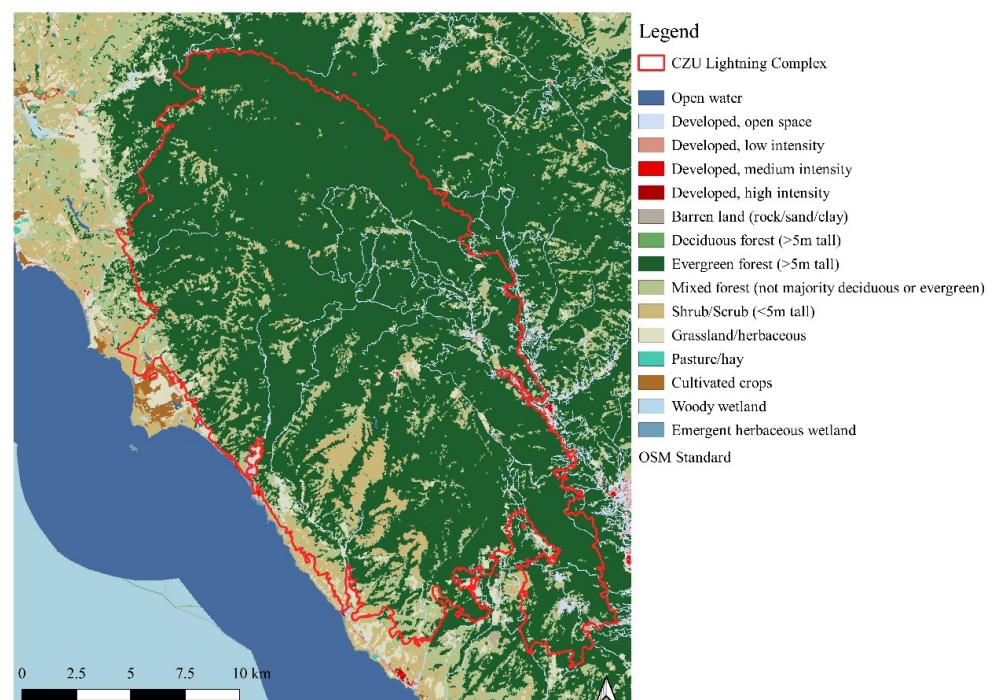 Legend
CZU Lightning Complex
Open water
Developed, open space
Developed, low intensity
Developed, medium intensity
Developed, high intensity
Barren land (rock/sand/clay)
Deciduous forest (>5m tall)
Evergreen forest (>5m tall)
Mixed forest (not majority deciduous or evergreen)
Shrub/Scrub (<5m tall)
Grassland/herbaceous
Pasture/hay
Cultivated crops
Woody wetland
Emergent herbaceous wetland
OSM Standard
0 2.5 5 7.5 10 km